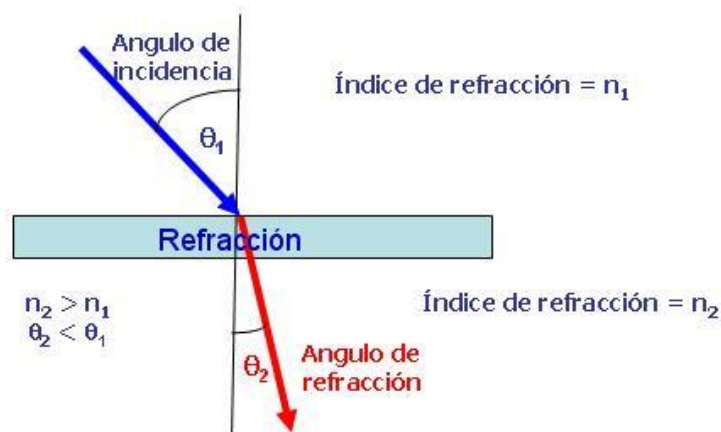 Angulo de
incidencia
Índice de refracción = n₁
θ₁
Refracción
n₂ > n₁
θ₂ < θ₁
Índice de refracción = n₂
θ₂
Angulo de
refracción